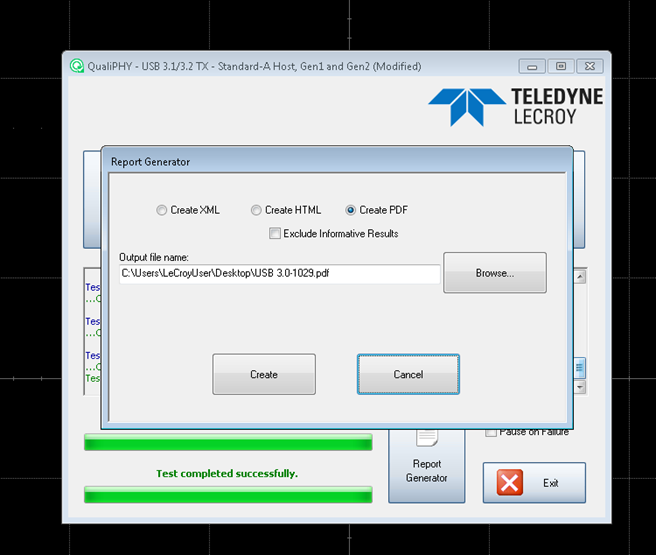 QualiPHY - USB 3.1/3.2 TX - Standard-A Host, Gen1 and Gen2 (Modified)
TELEDYNE
LECROY
Report Generator
Create XML
Create HTML
Create PDF
Exclude Informative Results
Output file name:
C:\Users\LeCroyUser\Desktop\USB 3.0-1029.pdf
Browse...
Create
Cancel
Tes
...C
Tes
...C
Tes
...C
Tes
Pause on Failure
Test completed successfully.
Report
Generator
Exit